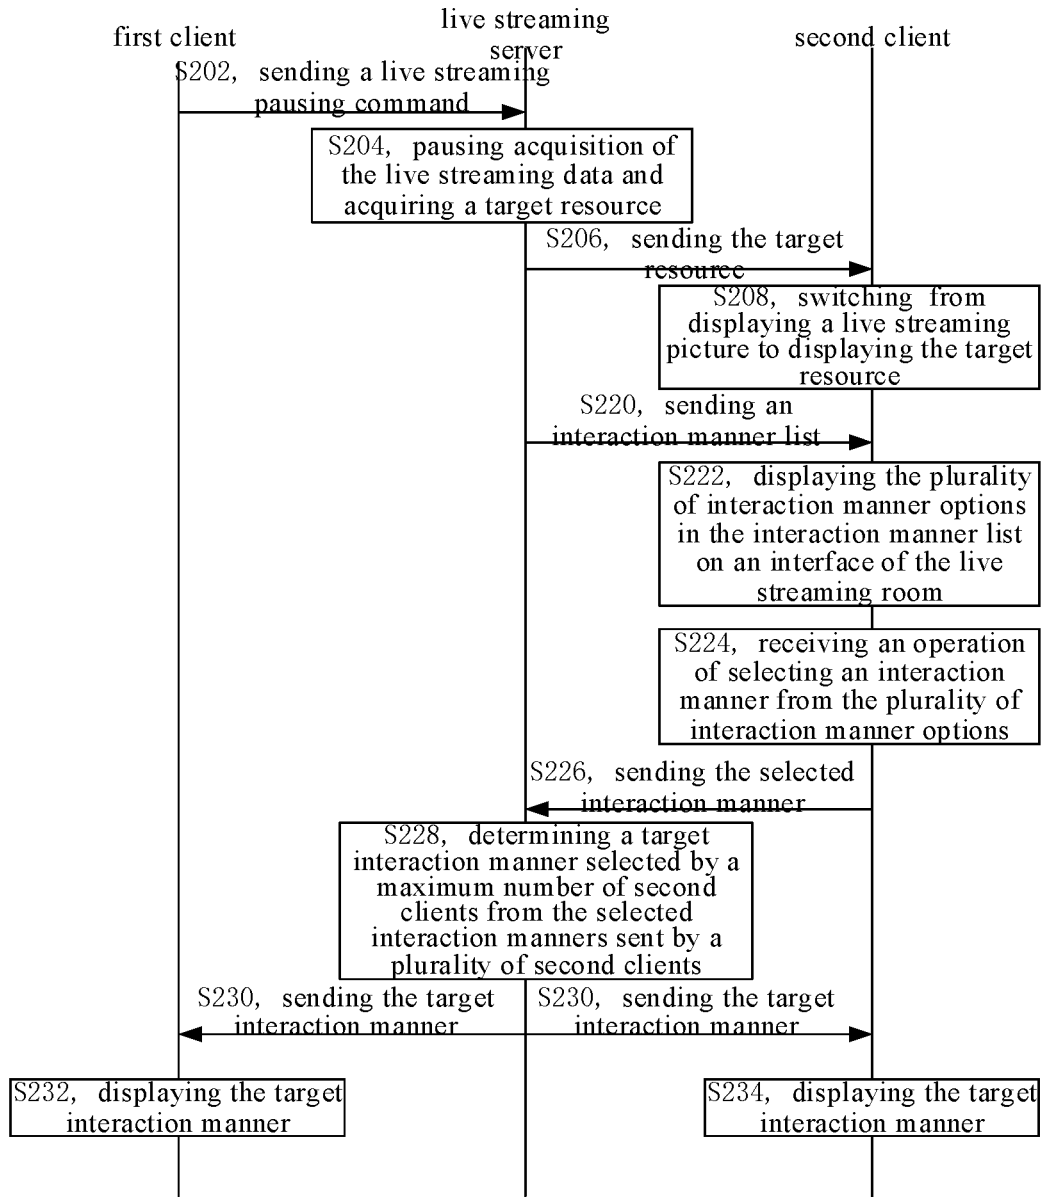 first client
live streaming
server
second client
S202, sending a live streaming
pausing command
S204, pausing acquisition of
the live streaming data and
acquiring a target resource
S206, sending the target
resource
S208, switching from
displaying a live streaming
picture to displaying the target
resource
S220, sending an
interaction manner list
S222, displaying the plurality
of interaction manner options
in the interaction manner list
on an interface of the live
streaming room
S224, receiving an operation
of selecting an interaction
manner from the plurality of
interaction manner options
S226, sending the selected
interaction manner
S228, determining a target
interaction manner selected by a
maximum number of second
clients from the selected
interaction manners sent by a
plurality of second clients
S230, sending the target
interaction manner
S230, sending the target
interaction manner
S232, displaying the target
interaction manner
S234, displaying the target
interaction manner